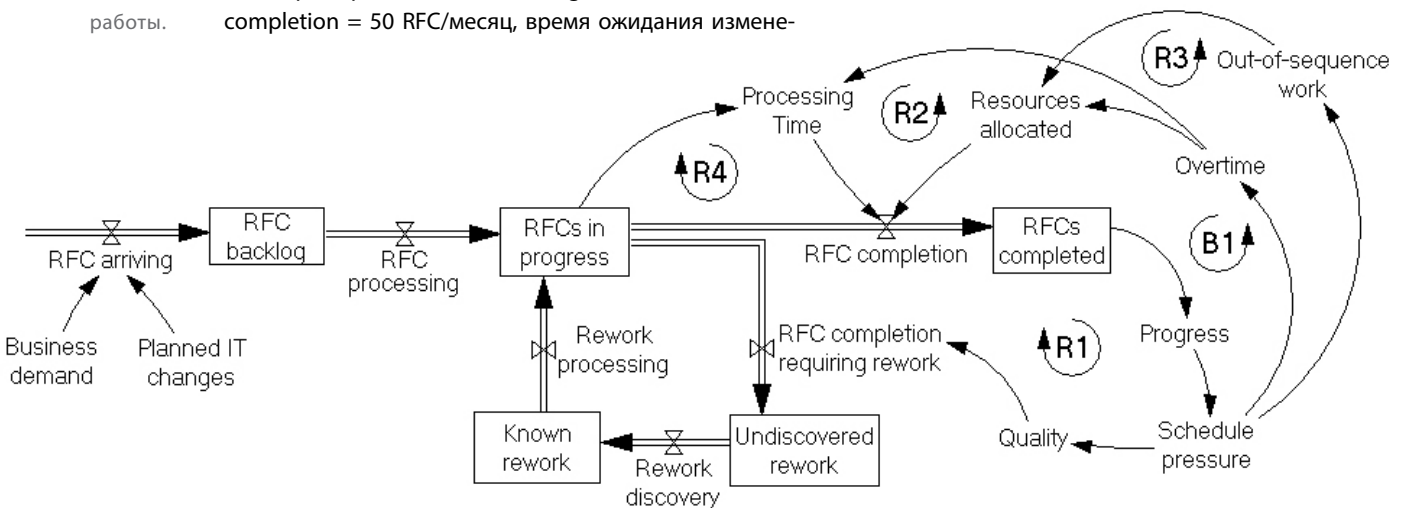 работы.
completion = 50 RFC/месяц, время ожидания измене-
R3
Out-of-sequence
work
Processing
Time
R2
Resources
allocated
R4
Overtime
RFC
backlog
RFCs in
progress
RFCs
completed
B1
RFC arriving
RFC
processing
RFC completion
Business
demand
Planned IT
changes
Rework
processing
RFC completion
requiring rework
R1
Progress
Known
rework
Rework
discovery
Undiscovered
rework
Quality
Schedule
pressure